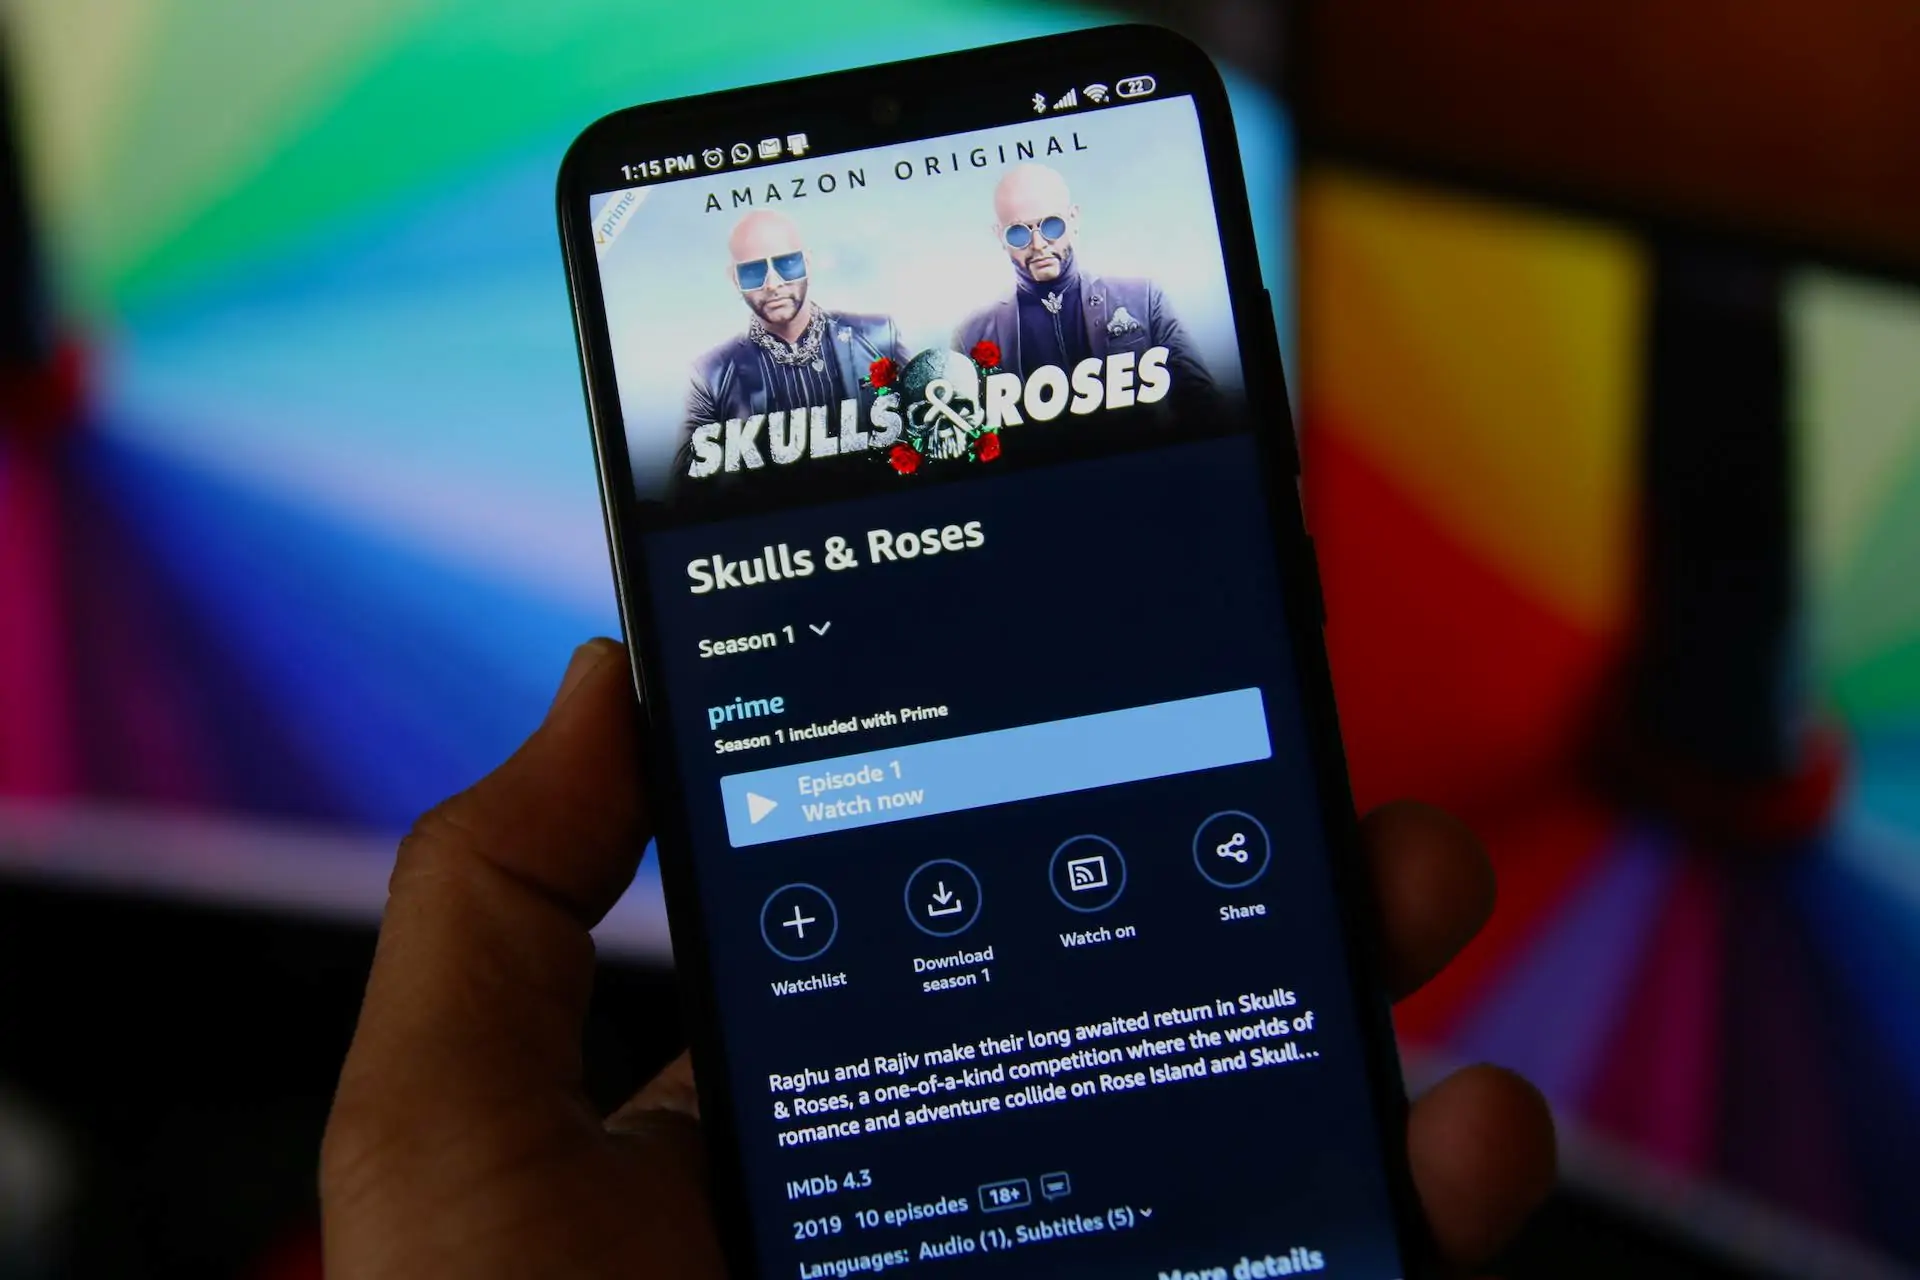 1:15 PM
22
prime
AMAZON ORIGINAL
SKULLS & ROSES
Skulls & Roses
Season 1
prime
Season 1 included with Prime
Episode 1
Watch now
Watchlist
Download
season 1
Watch on
Share
Raghu and Rajiv make their long awaited return in Skulls
& Roses, a one-of-a-kind competition where the worlds of
romance and adventure collide on Rose Island and Skull...
IMDb 4.3
2019 10 episodes 18+
Languages: Audio (1), Subtitles (5)
More details